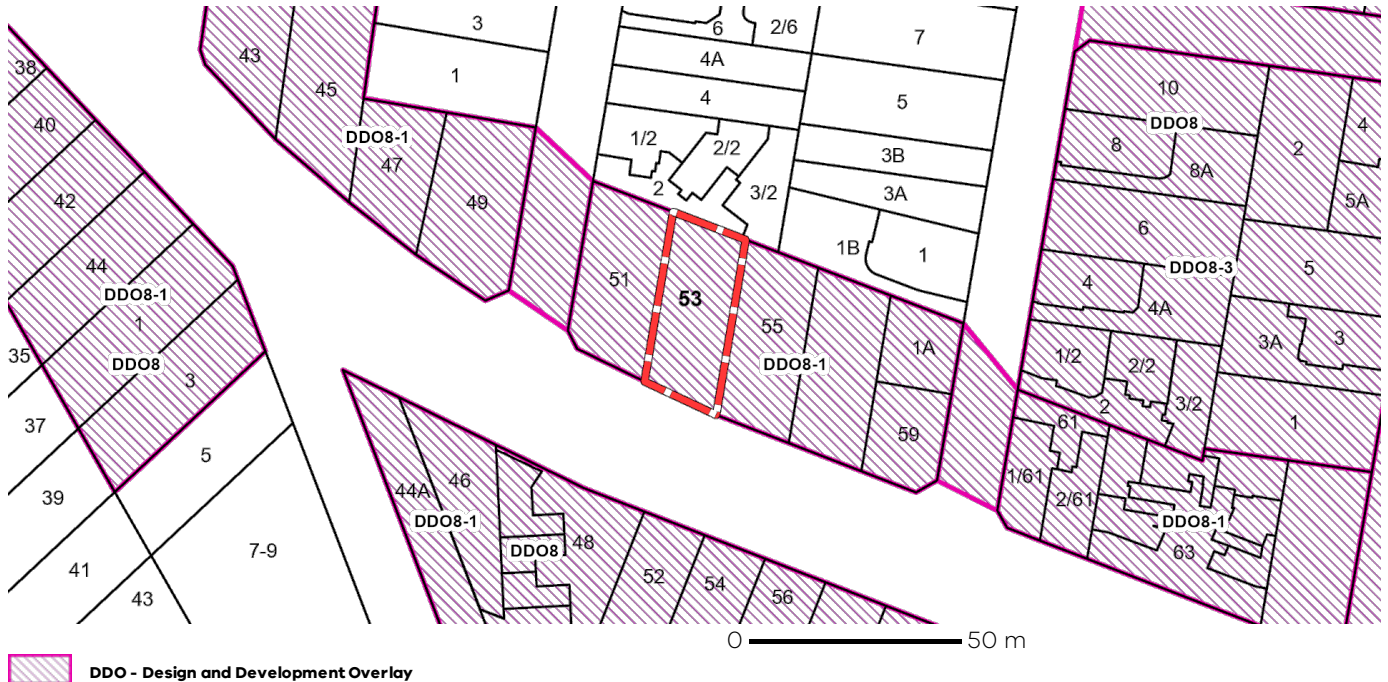 3
6
2/6
7
43
38
45
1
4A
10
DDO8
4
5
4
2
40
DDO8-1
47
1/2
2/2
3B
8
8A
42
49
2
3/2
3A
5A
1B
1
6
44
51
53
DDO8-3
5
DDO8-1
1
4
4A
35
DDO8
3
55
DDO8-1
1A
1/2
2/2
3A
3
3/2
2
37
5
59
61
1
39
44A
46
1/61
2/61
DDO8-1
DDO8-1
41
7-9
DDO8
48
63
43
52
54
56
0 50 m
DDO - Design and Development Overlay